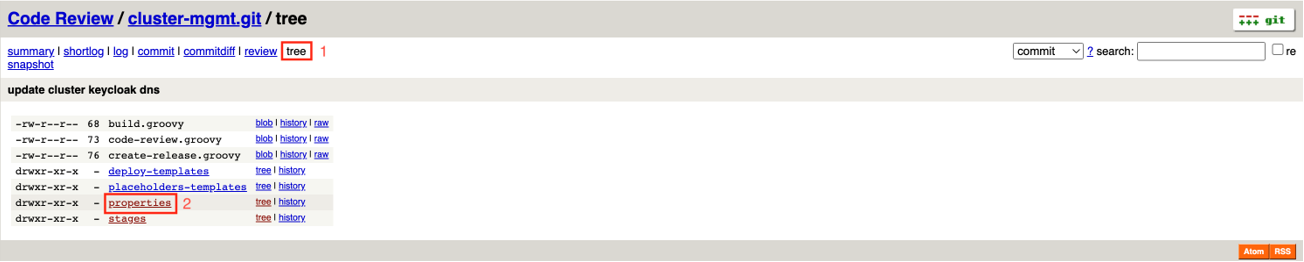 Code Review / cluster-mgmt.git / tree
git
summary | shortlog | log | commit | commitdiff | review | tree 1
commit ? search: re
snapshot
update cluster keycloak dns
-rw-r--r-- 68 build.groovy blob | history | raw
-rw-r--r-- 73 code-review.groovy blob | history | raw
-rw-r--r-- 76 create-release.groovy blob | history | raw
drwxr-xr-x - deploy-templates tree | history
drwxr-xr-x - placeholders-templates tree | history
drwxr-xr-x - properties 2 tree | history
drwxr-xr-x - stages tree | history
Atom RSS